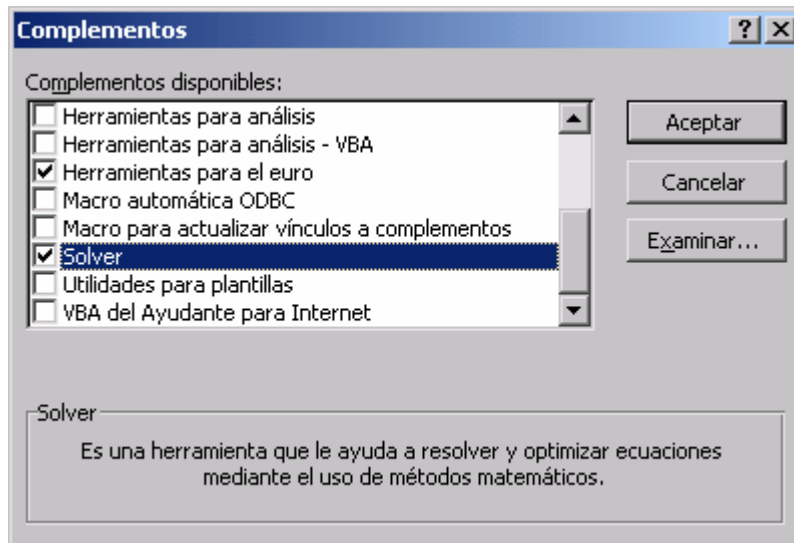 Complementos
Complementos disponibles:
Herramientas para análisis
Herramientas para análisis - VBA
Herramientas para el euro
Macro automática ODBC
Macro para actualizar vínculos a complementos
Solver
Utilidades para plantillas
VBA del Ayudante para Internet
Aceptar
Cancelar
Examinar...
Solver
Es una herramienta que le ayuda a resolver y optimizar ecuaciones
mediante el uso de métodos matemáticos.